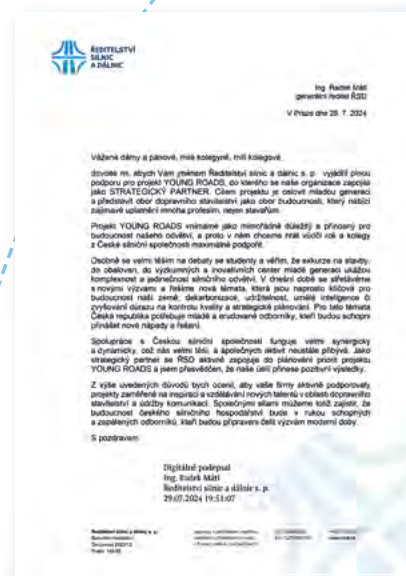 ŘEDITELSTVÍ
SILNIC
A DÁLNIC
Ing. Radek Mátl
generální ředitel ŘSD
V Praze dne 29. 7. 2024
Vážené dámy a pánové, milé kolegyně, milí kolegové,
dovolte mi, abych Vám jménem Ředitelství silnic a dálnic s. p. vyjádřil plnou
podporu pro projekt YOUNG ROADS, do kterého se naše organizace zapojila
jako STRATEGICKÝ PARTNER. Cílem projektu je oslovit mladou generaci
a představit obor dopravního stavitelství jako obor budoucnosti, který nabízí
zajímavé uplatnění mnoha profesím, nejen stavařům.
Projekt YOUNG ROADS vnímáme jako mimořádně důležitý a přínosný pro
budoucnost našeho odvětví, a proto v něm chceme hrát vůdčí roli a kolegy
z České silniční společnosti maximálně podpořit.
Osobně se velmi těším na debaty se studenty a věřím, že exkurze na stavby,
do obaloven, do výzkumných a inovativních center mladé generaci ukážou
komplexnost a jedinečnost silničního odvětví. V dnešní době se střetáváme
s novými výzvami a řešíme nová témata, která jsou naprosto klíčová pro
budoucnost naší země: dekarbonizace, udržitelnost, umělé inteligence či
zvyšování důrazu na kontrolu kvality a strategické plánování. Pro tato témata
Česká republika potřebuje mladé a erudované odborníky, kteří budou schopni
přinášet nové nápady a řešení.
Spolupráce s Českou silniční společností funguje velmi synergicky
a dynamicky, což nás velmi těší, a společných aktivit neustále přibývá. Jako
strategický partner se ŘSD aktivně zapojuje do plánování priorit projektu
YOUNG ROADS a jsem přesvědčen, že naše úsilí přinese pozitivní výsledky.
Z výše uvedených důvodů bych ocenil, aby vaše firmy aktivně podporovaly
projekty zaměřené na inspiraci a vzdělávání nových talentů v oblasti dopravního
stavitelství a údržby komunikací. Společnými silami můžeme totiž zajistit, že
budoucnost českého silničního hospodářství bude v rukou schopných
a zapálených odborníků, kteří budou připraveni čelit výzvám moderní doby.
S pozdravem
Digitálně podepsal
Ing. Radek Mátl
Ředitelství silnic a dálnic s. p.
29.07.2024 19:51:07
Ředitelství silnic a dálnic s. p.